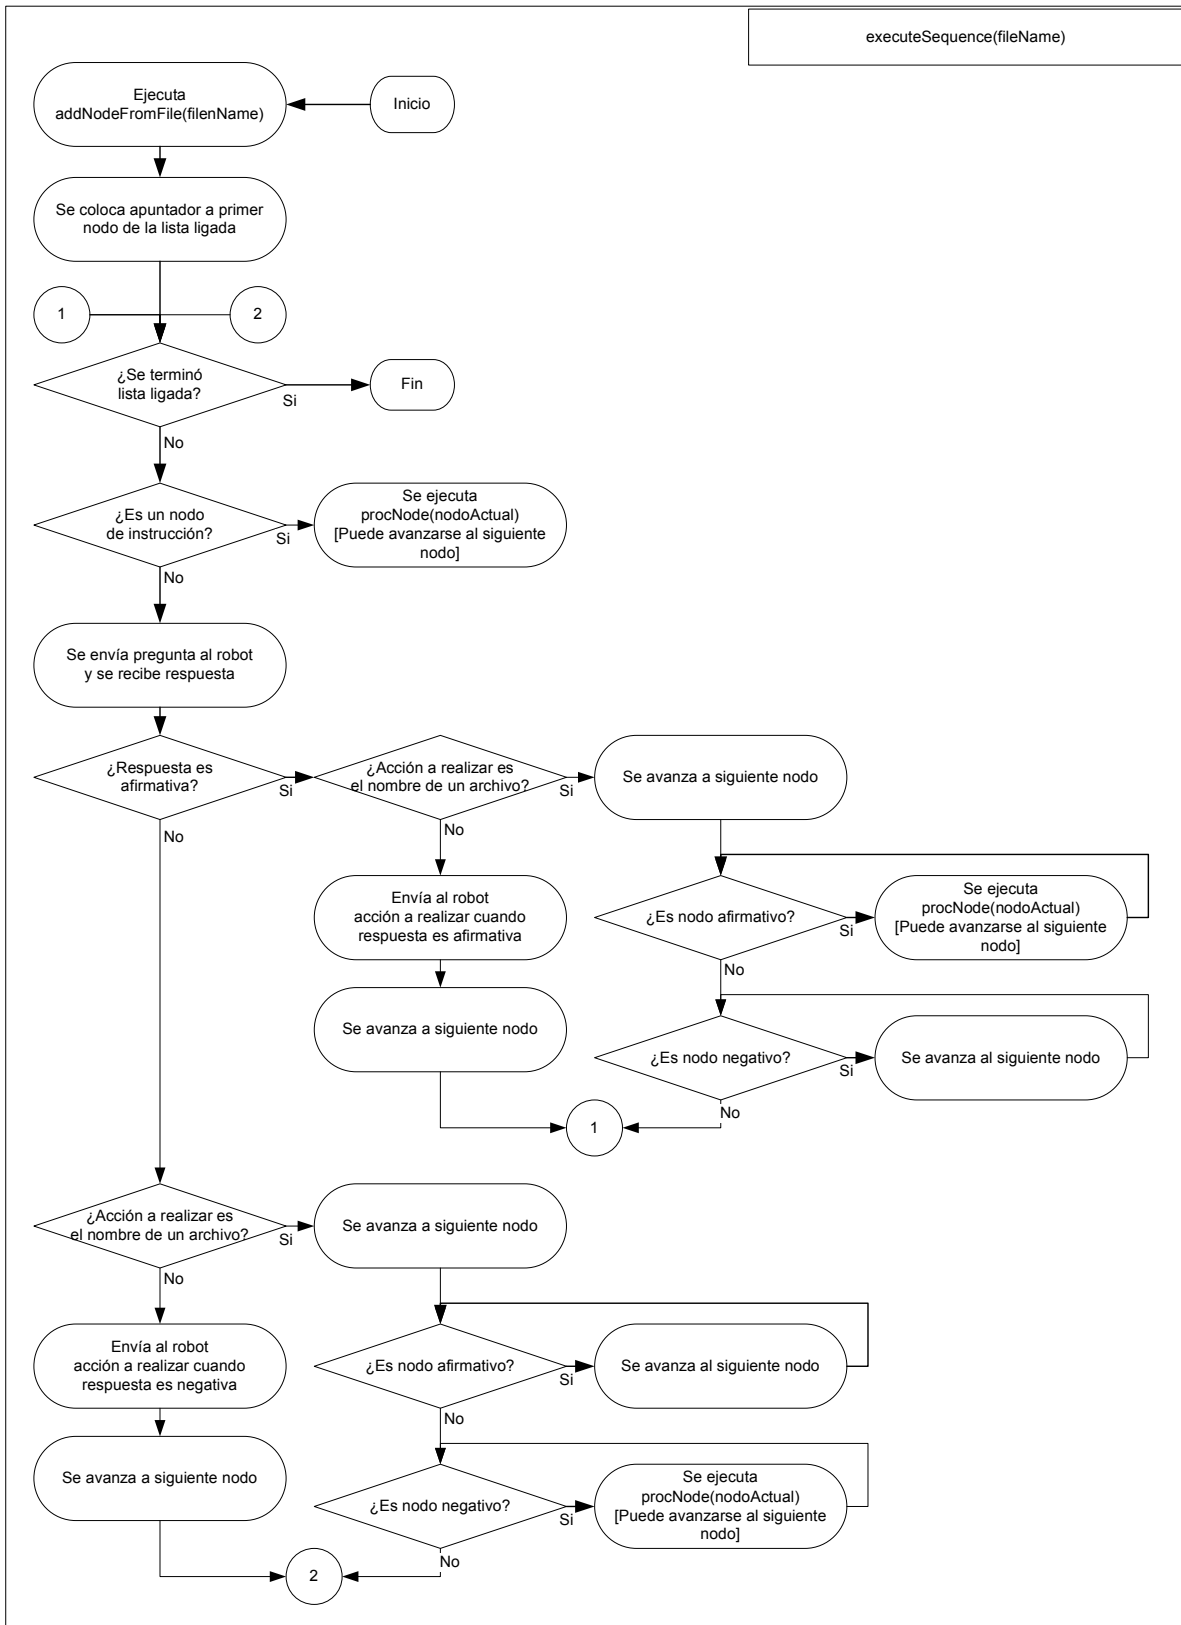 executeSequence(fileName)
Ejecuta
addNodeFromFile(filenName)
Inicio
Se coloca apuntador a primer
nodo de la lista ligada
1
2
¿Se terminó
lista ligada?
Si
Fin
No
¿Es un nodo
de instrucción?
Si
Se ejecuta
procNode(nodoActual)
[Puede avanzarse al siguiente
nodo]
No
Se envía pregunta al robot
y se recibe respuesta
¿Respuesta es
afirmativa?
Si
¿Acción a realizar es
el nombre de un archivo?
Si
Se avanza a siguiente nodo
No
No
Envía al robot
acción a realizar cuando
respuesta es afirmativa
¿Es nodo afirmativo?
Si
Se ejecuta
procNode(nodoActual)
[Puede avanzarse al siguiente
nodo]
No
Se avanza a siguiente nodo
¿Es nodo negativo?
Si
Se avanza al siguiente nodo
No
1
¿Acción a realizar es
el nombre de un archivo?
Si
Se avanza a siguiente nodo
No
Envía al robot
acción a realizar cuando
respuesta es negativa
¿Es nodo afirmativo?
Si
Se avanza al siguiente nodo
No
Se avanza a siguiente nodo
¿Es nodo negativo?
Si
Se ejecuta
procNode(nodoActual)
[Puede avanzarse al siguiente
nodo]
No
2